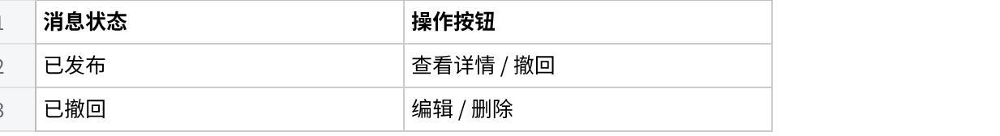 1 消息状态 操作按钮
2 已发布 查看详情 / 撤回
3 已撤回 编辑 / 删除